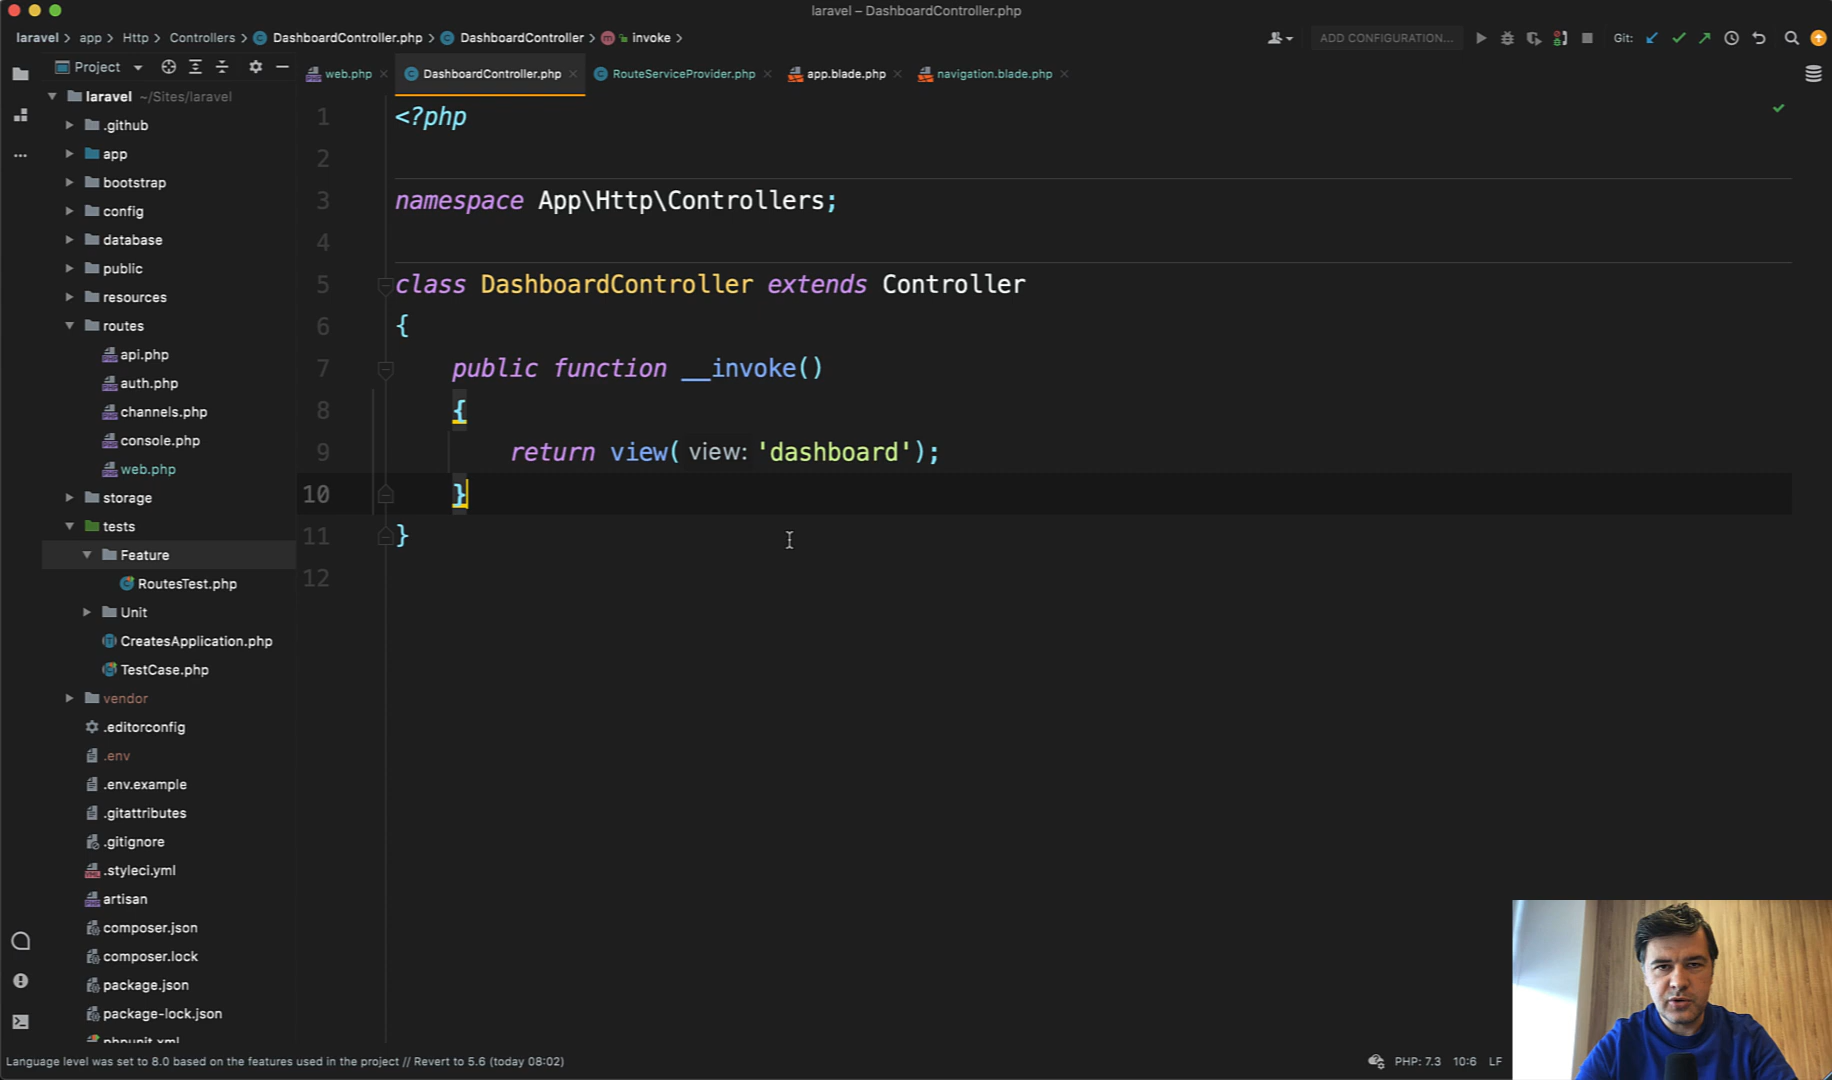 laravel – DashboardController.php
laravel > app > Http > Controllers > DashboardController.php > DashboardController > invoke >
ADD CONFIGURATION...
Git:
Project
web.php
DashboardController.php
RouteServiceProvider.php
app.blade.php
navigation.blade.php
laravel ~/Sites/laravel
.github
app
bootstrap
config
database
public
resources
routes
api.php
auth.php
channels.php
console.php
web.php
storage
tests
Feature
RoutesTest.php
Unit
CreatesApplication.php
TestCase.php
vendor
.editorconfig
.env
.env.example
.gitattributes
.gitignore
.styleci.yml
artisan
composer.json
composer.lock
package.json
package-lock.json
phpunit.xml
1 <?php
2
3 namespace App\Http\Controllers;
4
5 class DashboardController extends Controller
6 {
7 public function __invoke()
8 {
9 return view( view: 'dashboard');
10 }
11 }
12
Language level was set to 8.0 based on the features used in the project // Revert to 5.6 (today 08:02)
PHP: 7.3 10:6 LF